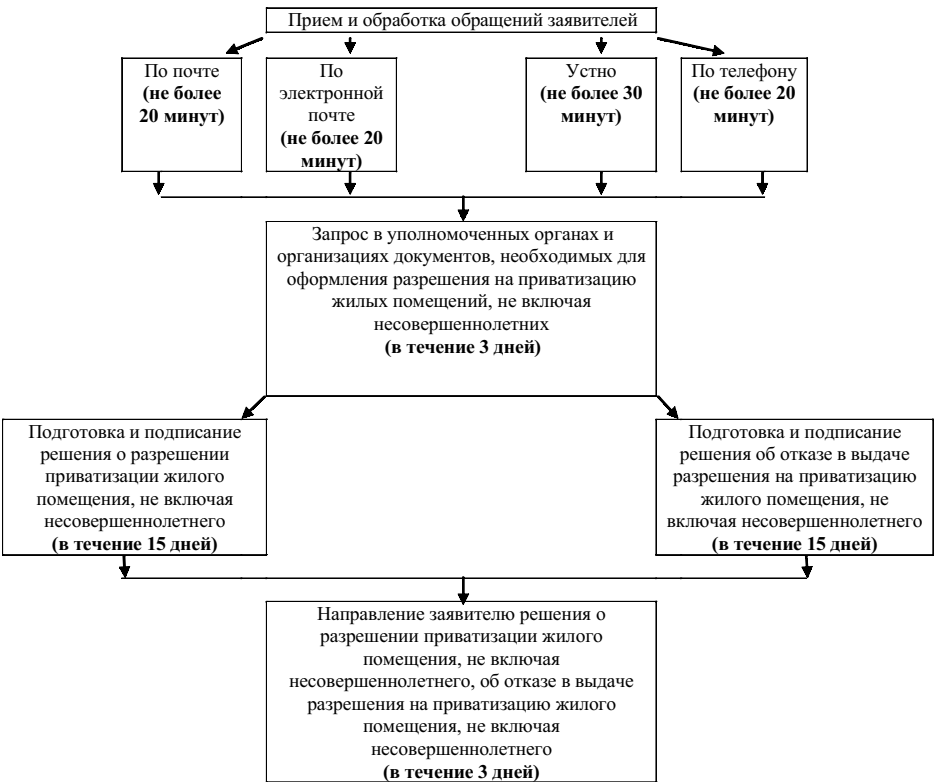 Прием и обработка обращений заявителей
По почте
(не более
20 минут)
По
электронной
почте
(не более 20
минут)
Устно
(не более 30
минут)
По телефону
(не более 20
минут)
Запрос в уполномоченных органах и
организациях документов, необходимых для
оформления разрешения на приватизацию
жилых помещений, не включая
несовершеннолетних
(в течение 3 дней)
Подготовка и подписание
решения о разрешении
приватизации жилого
помещения, не включая
несовершеннолетнего
(в течение 15 дней)
Подготовка и подписание
решения об отказе в выдаче
разрешения на приватизацию
жилого помещения, не
включая несовершеннолетнего
(в течение 15 дней)
Направление заявителю решения о
разрешении приватизации жилого
помещения, не включая
несовершеннолетнего, об отказе в выдаче
разрешения на приватизацию жилого
помещения, не включая
несовершеннолетнего
(в течение 3 дней)